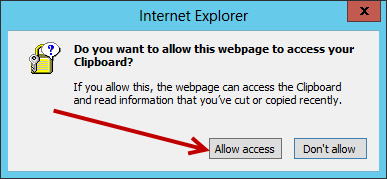 Internet Explorer
x
Do you want to allow this webpage to access your
Clipboard?
If you allow this, the webpage can access the Clipboard
and read information that you've cut or copied recently.
Allow access Don't allow